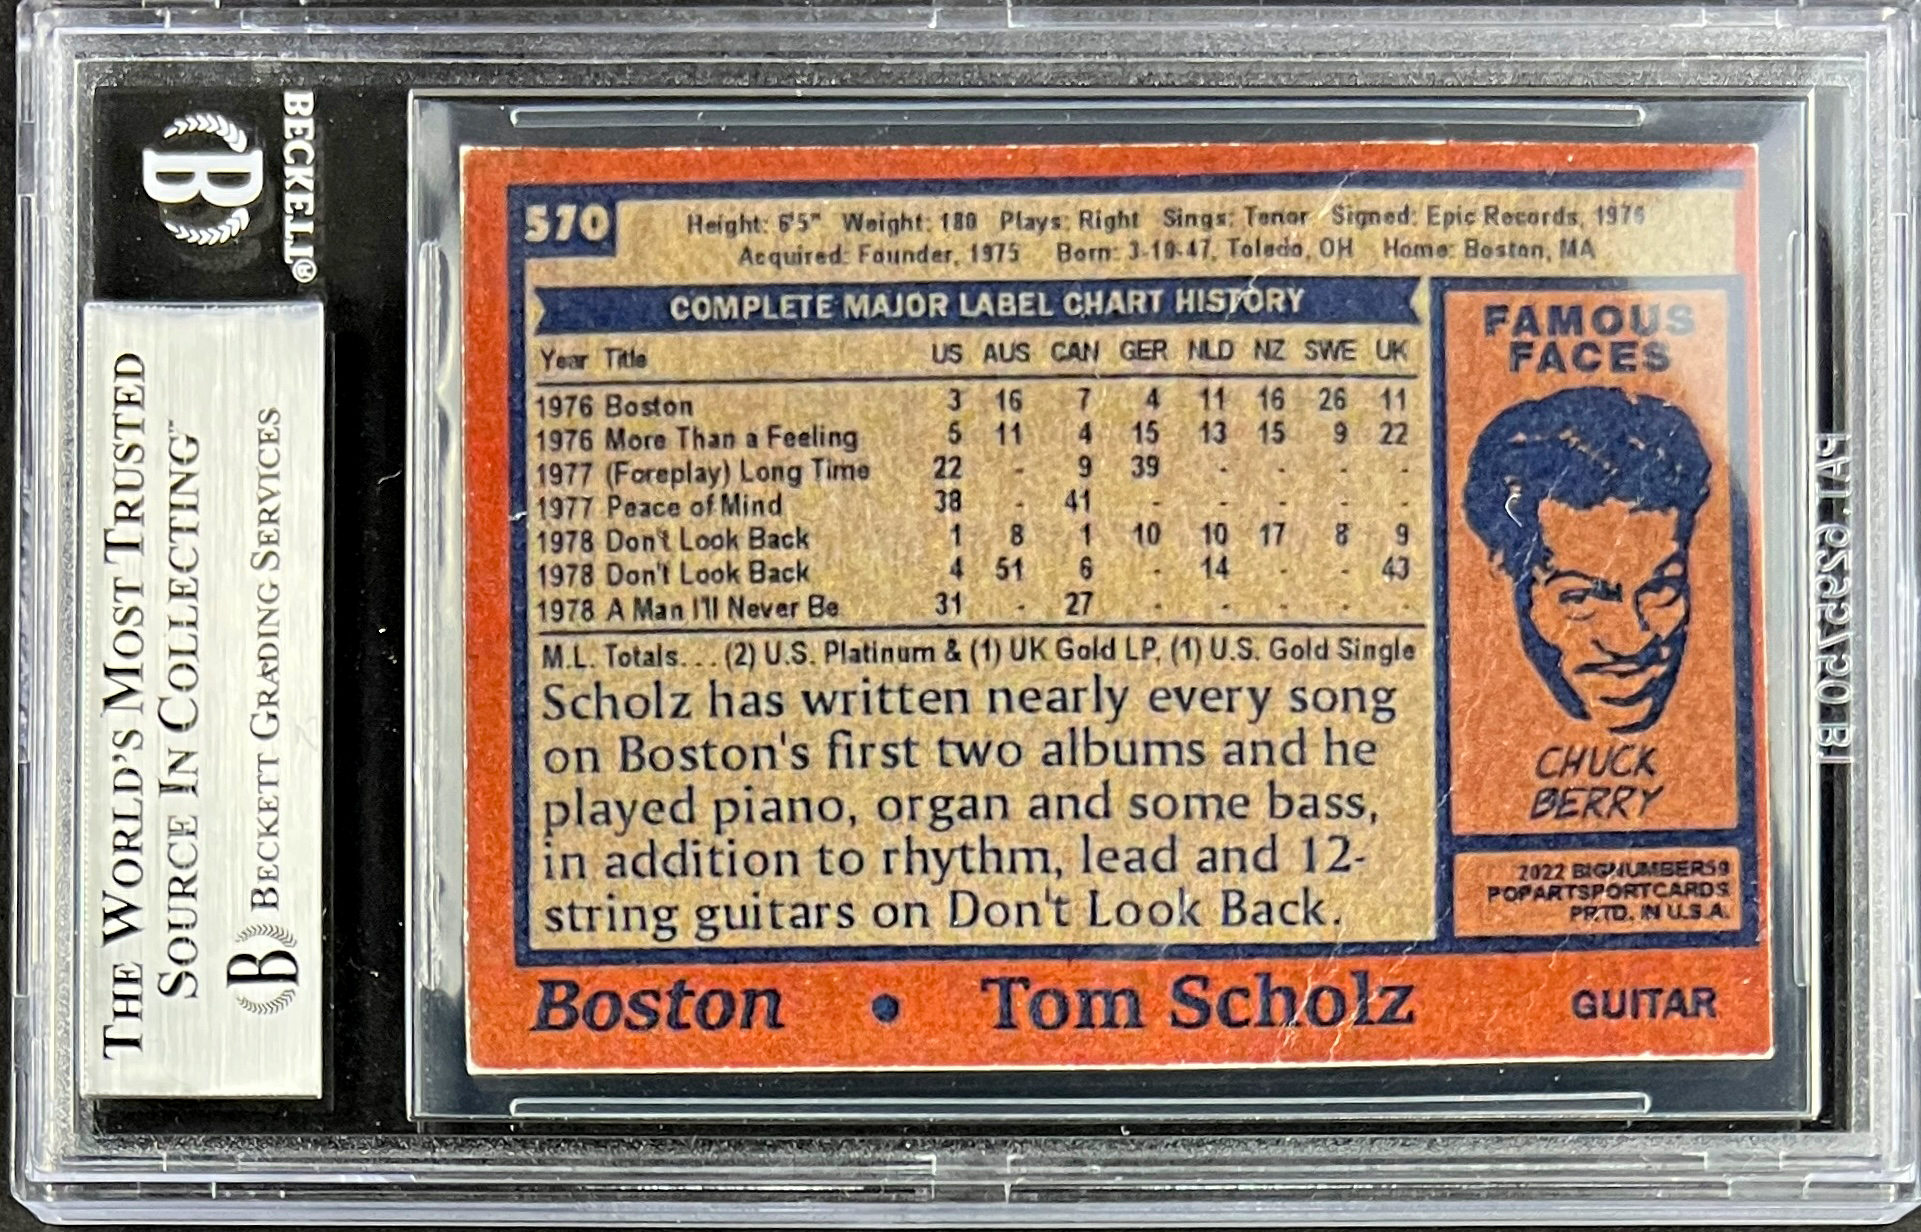 BECKETT®
B
THE WORLD'S MOST TRUSTED
SOURCE IN COLLECTING™
B BECKETT GRADING SERVICES
570
Height: 6'5" Weight: 180 Plays: Right Sings: Tenor Signed: Epic Records, 1976
Acquired: Founder, 1975 Born: 3-10-47, Toledo, OH Home: Boston, MA
COMPLETE MAJOR LABEL CHART HISTORY
Year Title US AUS CAN GER NLD NZ SWE UK
1976 Boston 3 16 7 4 11 16 26 11
1976 More Than a Feeling 5 11 4 15 13 15 9 22
1977 (Foreplay) Long Time 22 - 9 39 - - - -
1977 Peace of Mind 38 - 41 - - - - -
1978 Don't Look Back 1 8 1 10 10 17 8 9
1978 Don't Look Back 4 51 6 - 14 - - 43
1978 A Man I'll Never Be 31 - 27 - - - - -
M.L. Totals... (2) U.S. Platinum & (1) UK Gold LP, (1) U.S. Gold Single
Scholz has written nearly every song
on Boston's first two albums and he
played piano, organ and some bass,
in addition to rhythm, lead and 12-
string guitars on Don't Look Back.
FAMOUS
FACES
CHUCK
BERRY
2022 BIGNUMBER59
POPARTSPORTCARDS
PRTD. IN U.S.A.
Boston • Tom Scholz GUITAR
PAT. 6295750 B1